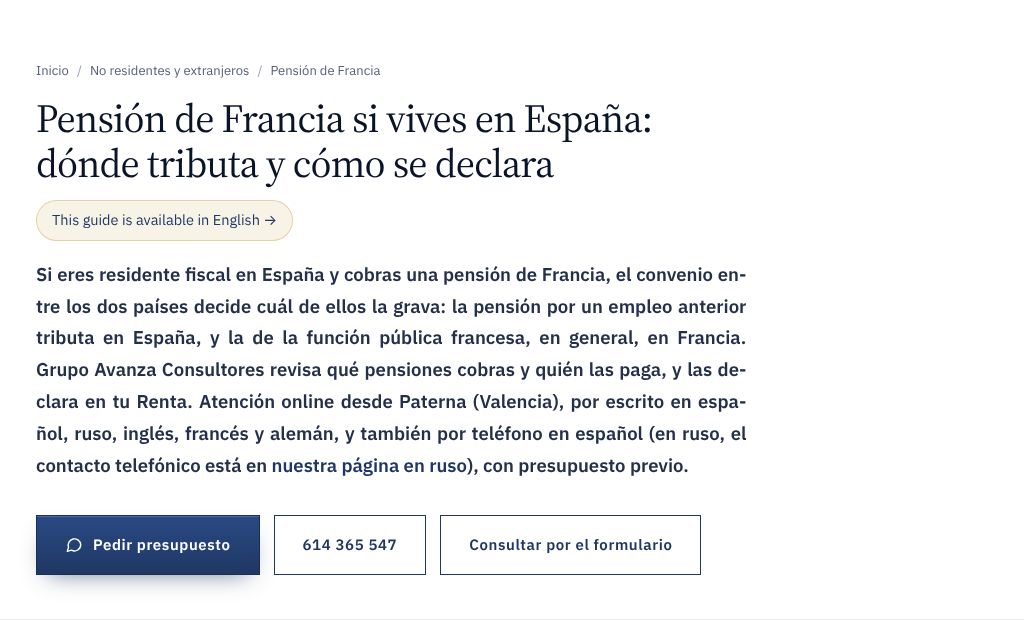 Inicio / No residentes y extranjeros / Pensión de Francia
Pensión de Francia si vives en España:
dónde tributa y cómo se declara
This guide is available in English →
Si eres residente fiscal en España y cobras una pensión de Francia, el convenio en-
tre los dos países decide cuál de ellos la grava: la pensión por un empleo anterior
tributa en España, y la de la función pública francesa, en general, en Francia.
Grupo Avanza Consultores revisa qué pensiones cobras y quién las paga, y las de-
clara en tu Renta. Atención online desde Paterna (Valencia), por escrito en espa-
ñol, ruso, inglés, francés y alemán, y también por teléfono en español (en ruso, el
contacto telefónico está en nuestra página en ruso), con presupuesto previo.
Pedir presupuesto
614 365 547
Consultar por el formulario